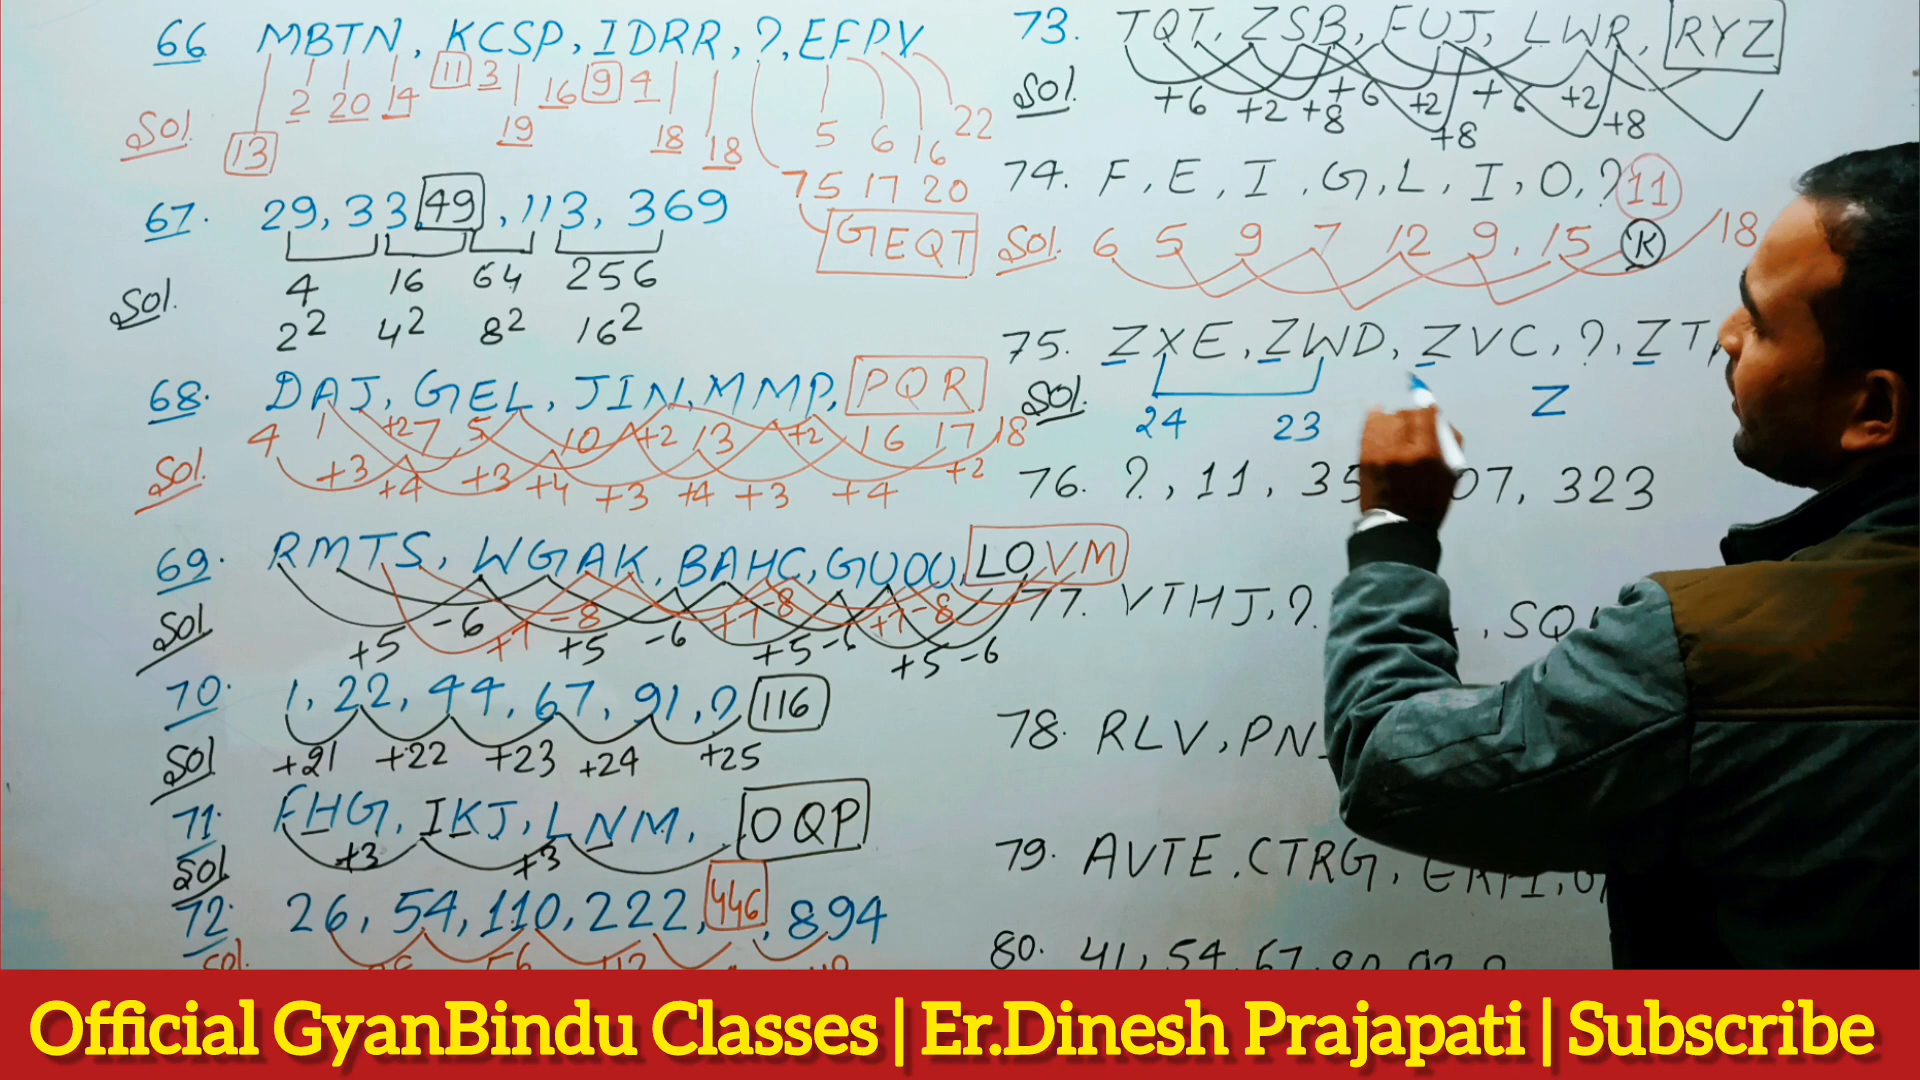 66 MBTN, KCSP, IDRR, ?, EFPV
11 3 16 9 4
2 20 14
Sol. 13 19 18 18 5 6 16 22
7 5 17 20
GEQT
67. 29, 33, 49, 113, 369
4 16 64 256
Sol. 2² 4² 8² 16²
68. DAJ, GEL, JIN, MMP, PQR
4 1 +2 7 5 10 +2 13 +2 16 17 18
Sol. +3 +4 +3 +4 +3 +4 +3 +4 +2
69. RMTS, WGAK, BAHC, GUOU, LOVM
Sol -6 +7 -8 -6 +7 -8 -6 +7 -8
+5 +5 +5 +5 -6
70. 1, 22, 44, 67, 91, ? 116
Sol +21 +22 +23 +24 +25
71. FHG, IKJ, LNM, OQP
Sol +3 +3
72. 26, 54, 110, 222, 446, 894
Sol. 56 112
73. TQT, ZSB, FUJ, LWR, RYZ
Sol. +6 +2 +8 +6 +2 +8 +6 +2 +8
74. F, E, I, G, L, I, O, ? 11
Sol. 6 5 9 7 12 9, 15 K 18
75. ZXE, ZWD, ZVC, ?, ZT
Sol. 24 23 Z
76. ?, 11, 35 07, 323
77. VTHJ, ? , SQ
78. RLV, PN
79. AVTE, CTRG, ERPI,
80. 41, 54, 67, 80, 93, ?
Official GyanBindu Classes | Er.Dinesh Prajapati | Subscribe